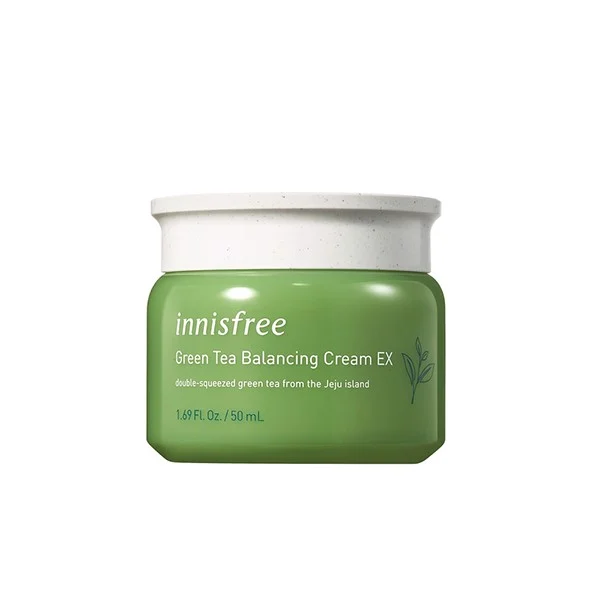 innisfree
Green Tea Balancing Cream EX
double-squeezed green tea from the Jeju island
1.69 Fl. Oz. / 50 mL